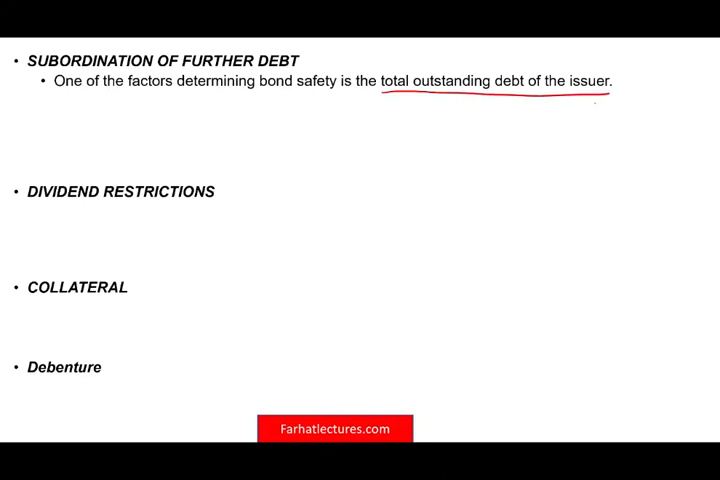 • SUBORDINATION OF FURTHER DEBT
• One of the factors determining bond safety is the total outstanding debt of the issuer.
• DIVIDEND RESTRICTIONS
• COLLATERAL
• Debenture
Farhatlectures.com